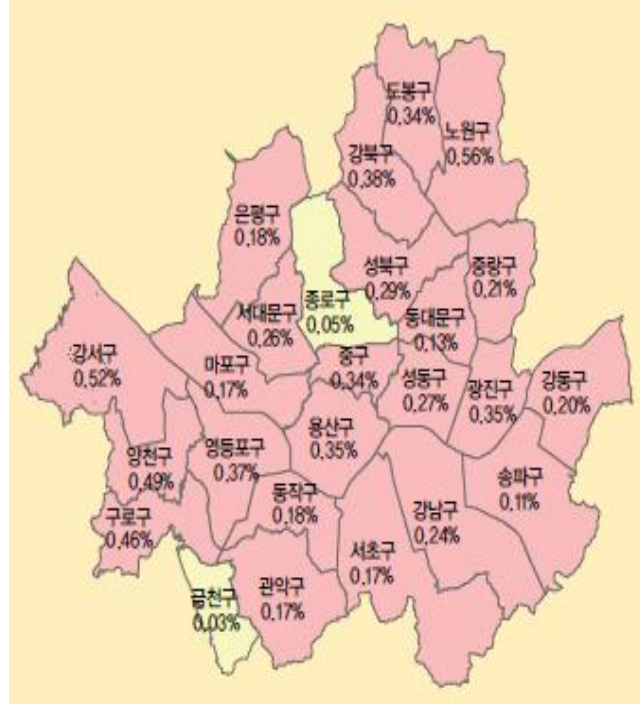 도봉구
0.34%
노원구
0.56%
강북구
0.38%
은평구
0.18%
성북구
0.29%
중랑구
0.21%
종로구
0.05%
서대문구
0.26%
동대문구
0.13%
강서구
0.52%
마포구
0.17%
중구
0.34%
성동구
0.27%
광진구
0.35%
강동구
0.20%
용산구
0.35%
영등포구
0.37%
양천구
0.49%
송파구
0.11%
동작구
0.18%
강남구
0.24%
구로구
0.46%
서초구
0.17%
관악구
0.17%
금천구
0.03%